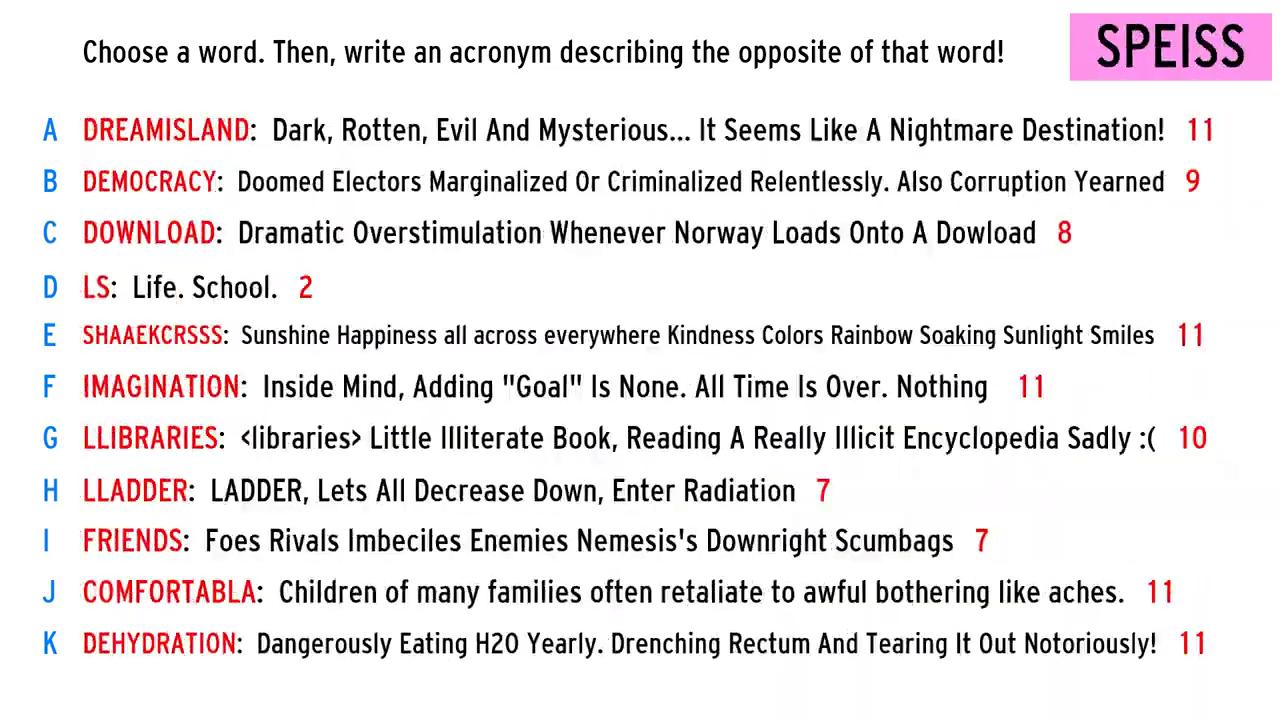 Choose a word. Then, write an acronym describing the opposite of that word!
SPEISS
A DREAMISLAND: Dark, Rotten, Evil And Mysterious... It Seems Like A Nightmare Destination! 11
B DEMOCRACY: Doomed Electors Marginalized Or Criminalized Relentlessly. Also Corruption Yearned 9
C DOWNLOAD: Dramatic Overstimulation Whenever Norway Loads Onto A Dowload 8
D LS: Life. School. 2
E SHAAEKCRSSS: Sunshine Happiness all across everywhere Kindness Colors Rainbow Soaking Sunlight Smiles 11
F IMAGINATION: Inside Mind, Adding "Goal" Is None. All Time Is Over. Nothing 11
G LLIBRARIES: <libraries> Little Illiterate Book, Reading A Really Illicit Encyclopedia Sadly :( 10
H LLADDER: LADDER, Lets All Decrease Down, Enter Radiation 7
I FRIENDS: Foes Rivals Imbeciles Enemies Nemesis's Downright Scumbags 7
J COMFORTABLA: Children of many families often retaliate to awful bothering like aches. 11
K DEHYDRATION: Dangerously Eating H20 Yearly. Drenching Rectum And Tearing It Out Notoriously! 11